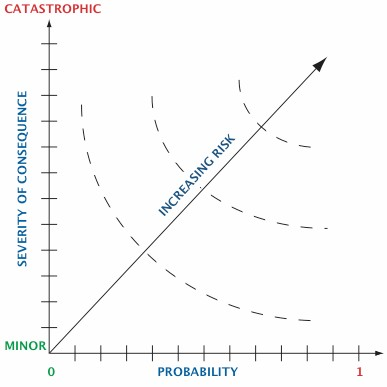 CATASTROPHIC
SEVERITY OF CONSEQUENCE
INCREASING RISK
MINOR
0
PROBABILITY
1